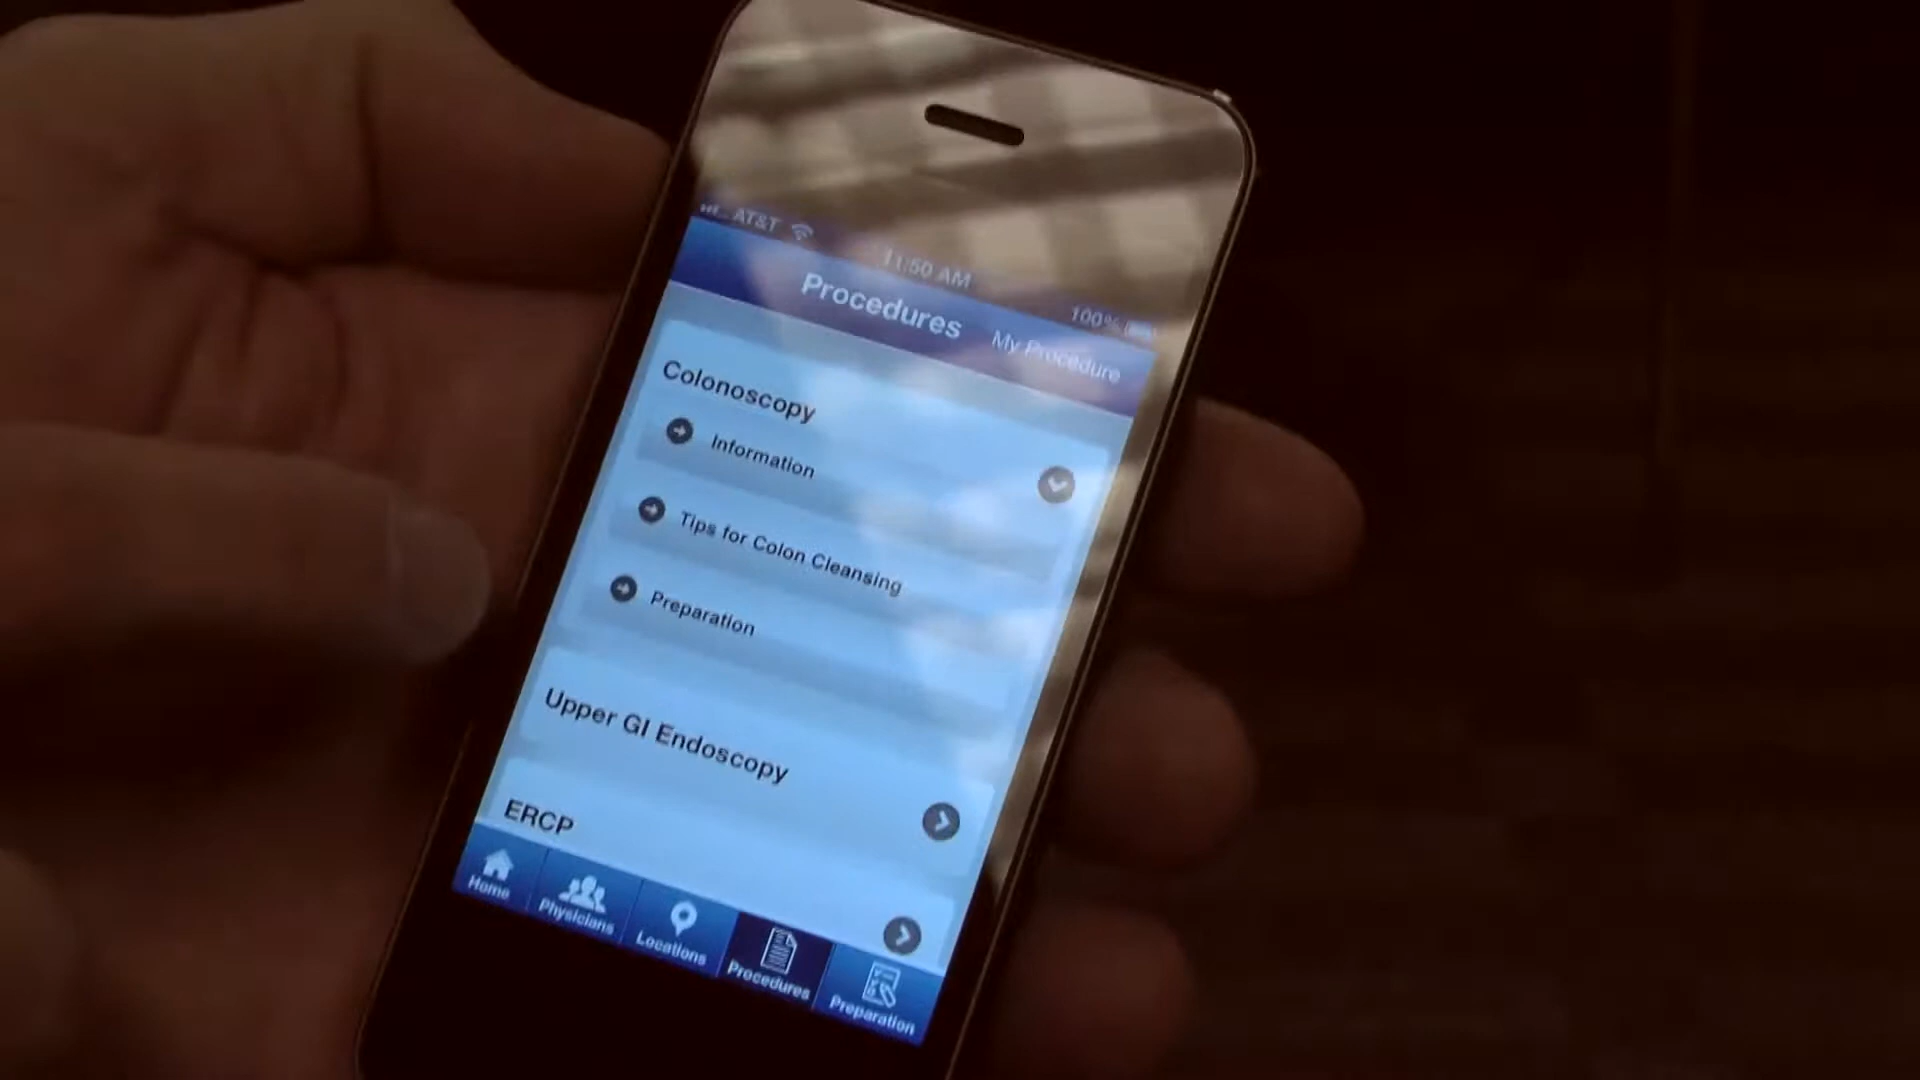 AT&T
11:50 AM
100%
Procedures
My Procedure
Colonoscopy
Information
Tips for Colon Cleansing
Preparation
Upper GI Endoscopy
ERCP
Home
Physicians
Locations
Procedures
Preparation